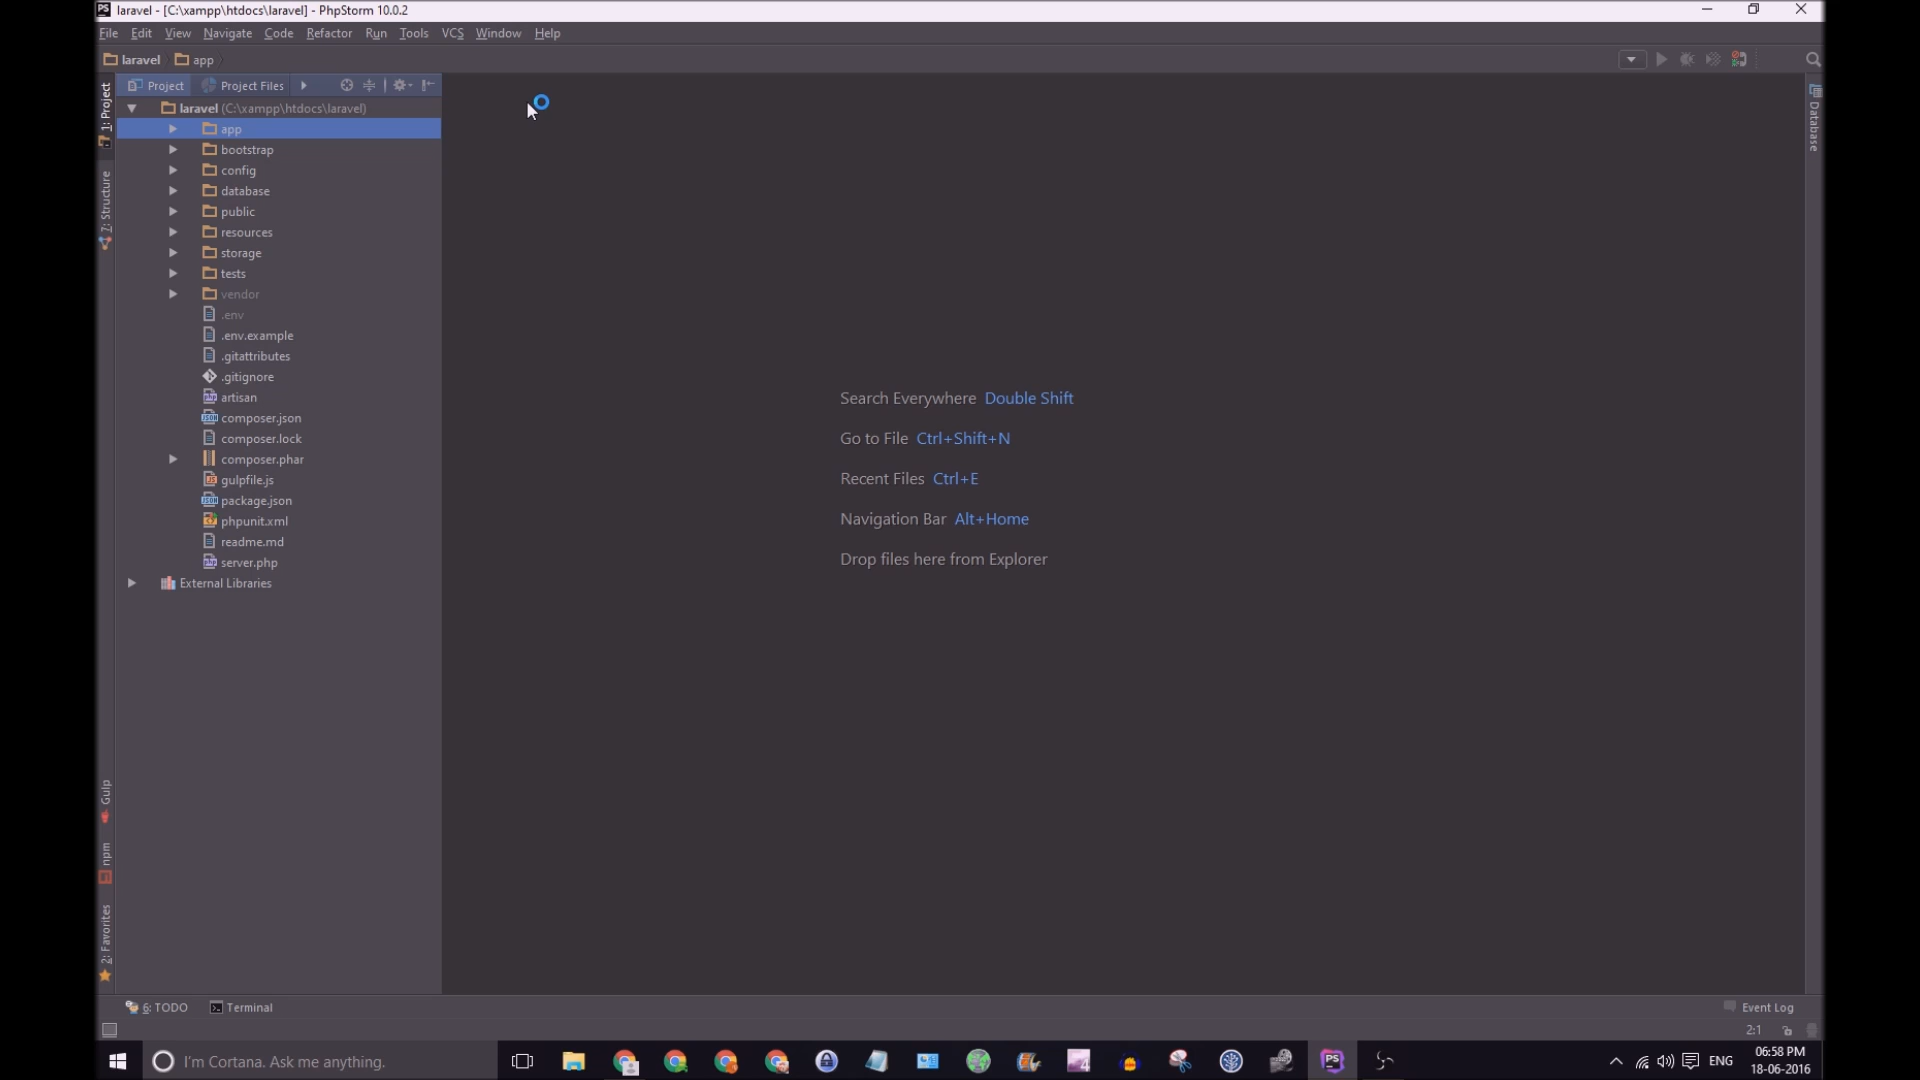 PS laravel - [C:\xampp\htdocs\laravel] - PhpStorm 10.0.2
File Edit View Navigate Code Refactor Run Tools VCS Window Help
laravel app
Project Project Files
1: Project
7: Structure
Gulp
npm
2: Favorites
laravel (C:\xampp\htdocs\laravel)
app
bootstrap
config
database
public
resources
storage
tests
vendor
.env
.env.example
.gitattributes
.gitignore
artisan
composer.json
composer.lock
composer.phar
gulpfile.js
package.json
phpunit.xml
readme.md
server.php
External Libraries
Search Everywhere Double Shift
Go to File Ctrl+Shift+N
Recent Files Ctrl+E
Navigation Bar Alt+Home
Drop files here from Explorer
Database
6: TODO Terminal Event Log
2:1
I'm Cortana. Ask me anything. PS ENG 06:58 PM
18-06-2016